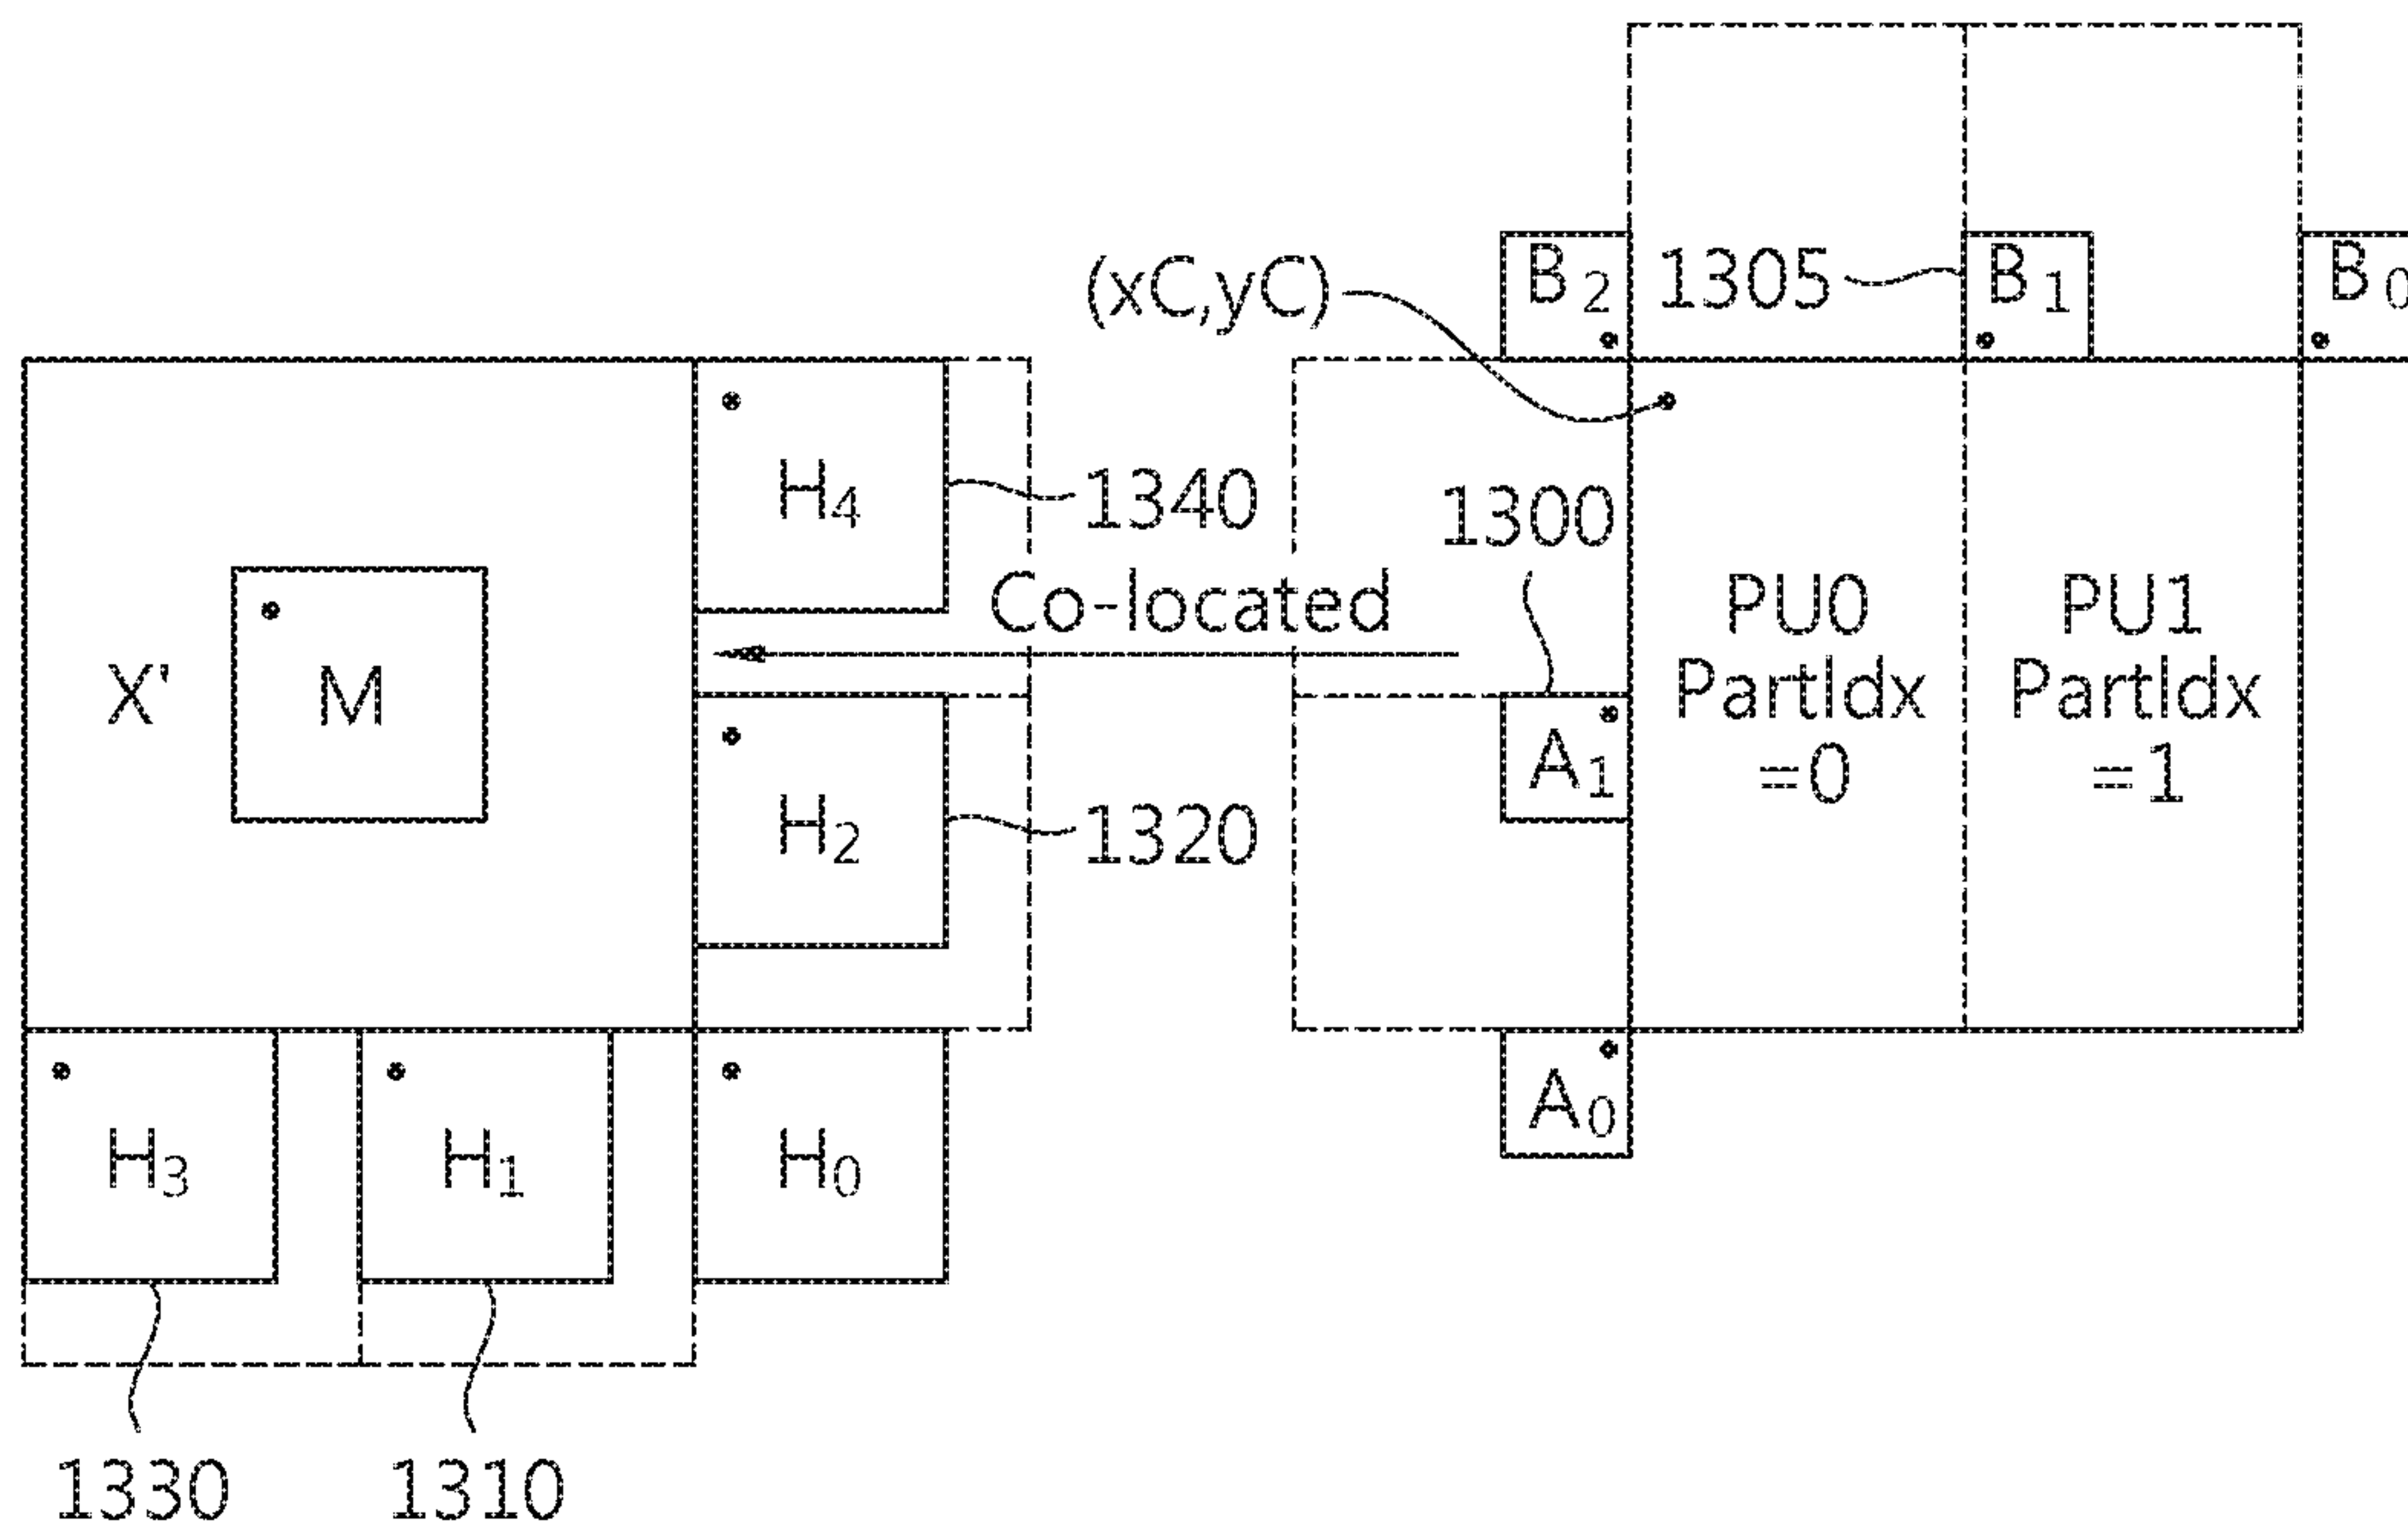 B2
1305
B1
B0
(xC,yC)
H4
1340
1300
Co-located
PU0
PartIdx
=0
PU1
PartIdx
=1
X'
M
A1
H2
1320
A0
H3
H1
H0
1330
1310